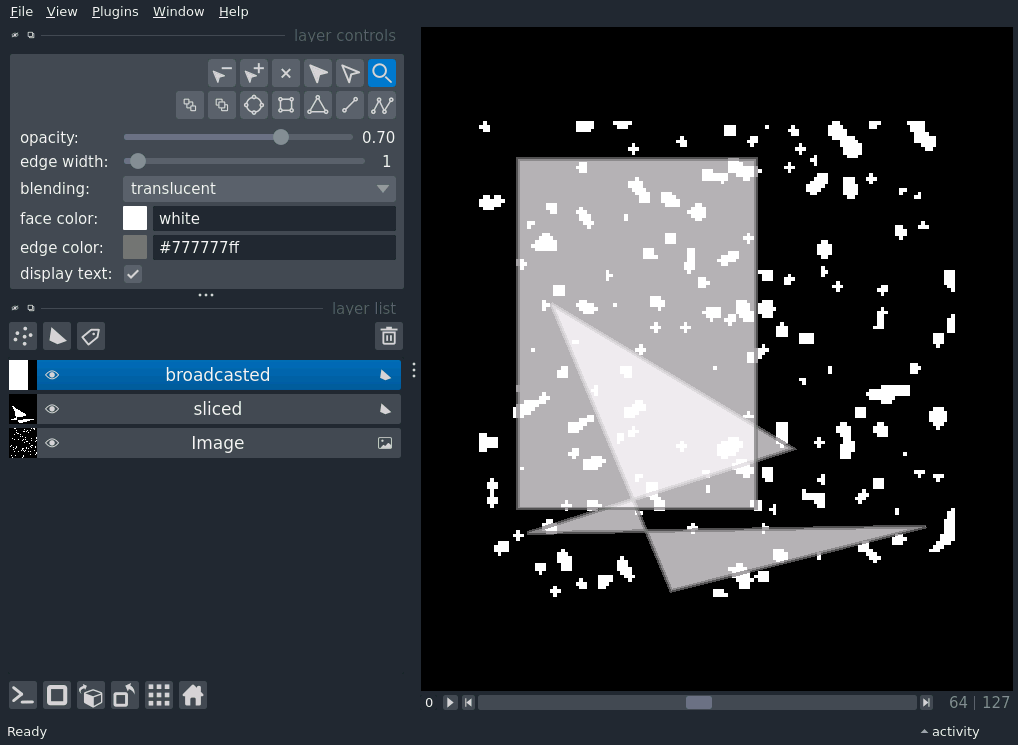 File View Plugins Window Help
layer controls
opacity: 0.70
edge width: 1
blending: translucent
face color: white
edge color: #777777ff
display text:
layer list
broadcasted
sliced
Image
0 64 | 127
Ready activity